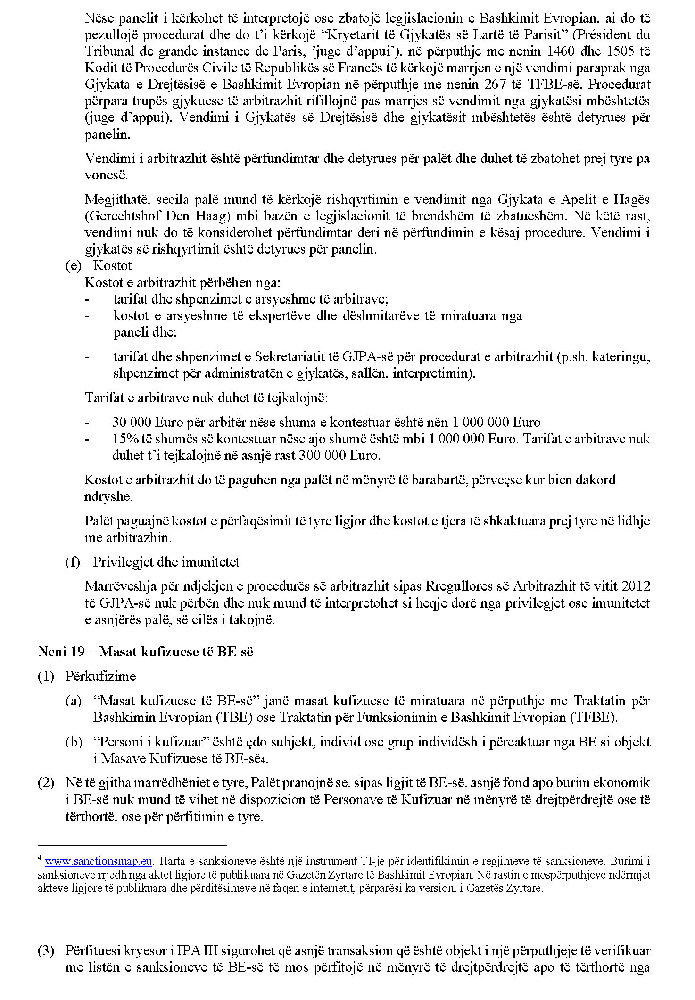 Nëse panelit i kërkohet të interpretojë ose zbatojë legjislacionin e Bashkimit Evropian, ai do të
pezullojë procedurat dhe do t’i kërkojë “Kryetarit të Gjykatës së Lartë të Parisit” (Président du
Tribunal de grande instance de Paris, ’juge d’appui’), në përputhje me nenin 1460 dhe 1505 të
Kodit të Procedurës Civile të Republikës së Francës të kërkojë marrjen e një vendimi paraprak nga
Gjykata e Drejtësisë e Bashkimit Evropian në përputhje me nenin 267 të TFBE-së. Procedurat
përpara trupës gjykuese të arbitrazhit rifillojnë pas marrjes së vendimit nga gjykatësi mbështetës
(juge d’appui). Vendimi i Gjykatës së Drejtësisë dhe gjykatësit mbështetës është detyrues për
panelin.
Vendimi i arbitrazhit është përfundimtar dhe detyrues për palët dhe duhet të zbatohet prej tyre pa
vonesë.
Megjithatë, secila palë mund të kërkojë rishqyrtimin e vendimit nga Gjykata e Apelit e Hagës
(Gerechtshof Den Haag) mbi bazën e legjislacionit të brendshëm të zbatueshëm. Në këtë rast,
vendimi nuk do të konsiderohet përfundimtar deri në përfundimin e kësaj procedure. Vendimi i
gjykatës së rishqyrtimit është detyrues për panelin.
(e) Kostot
Kostot e arbitrazhit përbëhen nga:
- tarifat dhe shpenzimet e arsyeshme të arbitrave;
- kostot e arsyeshme të ekspertëve dhe dëshmitarëve të miratuara nga
paneli dhe;
- tarifat dhe shpenzimet e Sekretariatit të GJPA-së për procedurat e arbitrazhit (p.sh. kateringu,
shpenzimet për administratën e gjykatës, sallën, interpretimin).
Tarifat e arbitrave nuk duhet të tejkalojnë:
- 30 000 Euro për arbitër nëse shuma e kontestuar është nën 1 000 000 Euro
- 15% të shumës së kontestuar nëse ajo shumë është mbi 1 000 000 Euro. Tarifat e arbitrave nuk
duhet t’i tejkalojnë në asnjë rast 300 000 Euro.
Kostot e arbitrazhit do të paguhen nga palët në mënyrë të barabartë, përveçse kur bien dakord
ndryshe.
Palët paguajnë kostot e përfaqësimit të tyre ligjor dhe kostot e tjera të shkaktuara prej tyre në lidhje
me arbitrazhin.
(f) Privilegjet dhe imunitetet
Marrëveshja për ndjekjen e procedurës së arbitrazhit sipas Rregullores së Arbitrazhit të vitit 2012
të GJPA-së nuk përbën dhe nuk mund të interpretohet si heqje dorë nga privilegjet ose imunitetet
e asnjërës palë, së cilës i takojnë.
Neni 19 – Masat kufizuese të BE-së
(1) Përkufizime
(a) “Masat kufizuese të BE-së” janë masat kufizuese të miratuara në përputhje me Traktatin për
Bashkimin Evropian (TBE) ose Traktatin për Funksionimin e Bashkimit Evropian (TFBE).
(b) “Personi i kufizuar” është çdo subjekt, individ ose grup individësh i përcaktuar nga BE si objekt
i Masave Kufizuese të BE-së4.
(2) Në të gjitha marrëdhëniet e tyre, Palët pranojnë se, sipas ligjit të BE-së, asnjë fond apo burim ekonomik
i BE-së nuk mund të vihet në dispozicion të Personave të Kufizuar në mënyrë të drejtpërdrejtë ose të
tërthortë, ose për përfitimin e tyre.
4 www.sanctionsmap.eu. Harta e sanksioneve është një instrument TI-je për identifikimin e regjimeve të sanksioneve. Burimi i
sanksioneve rrjedh nga aktet ligjore të publikuara në Gazetën Zyrtare të Bashkimit Evropian. Në rastin e mospërputhjeve ndërmjet
akteve ligjore të publikuara dhe përditësimeve në faqen e internetit, përparësi ka versioni i Gazetës Zyrtare.
(3) Përfituesi kryesor i IPA III sigurohet që asnjë transaksion që është objekt i një përputhjeje të verifikuar
me listën e sanksioneve të BE-së të mos përfitojë në mënyrë të drejtpërdrejtë apo të tërthortë nga